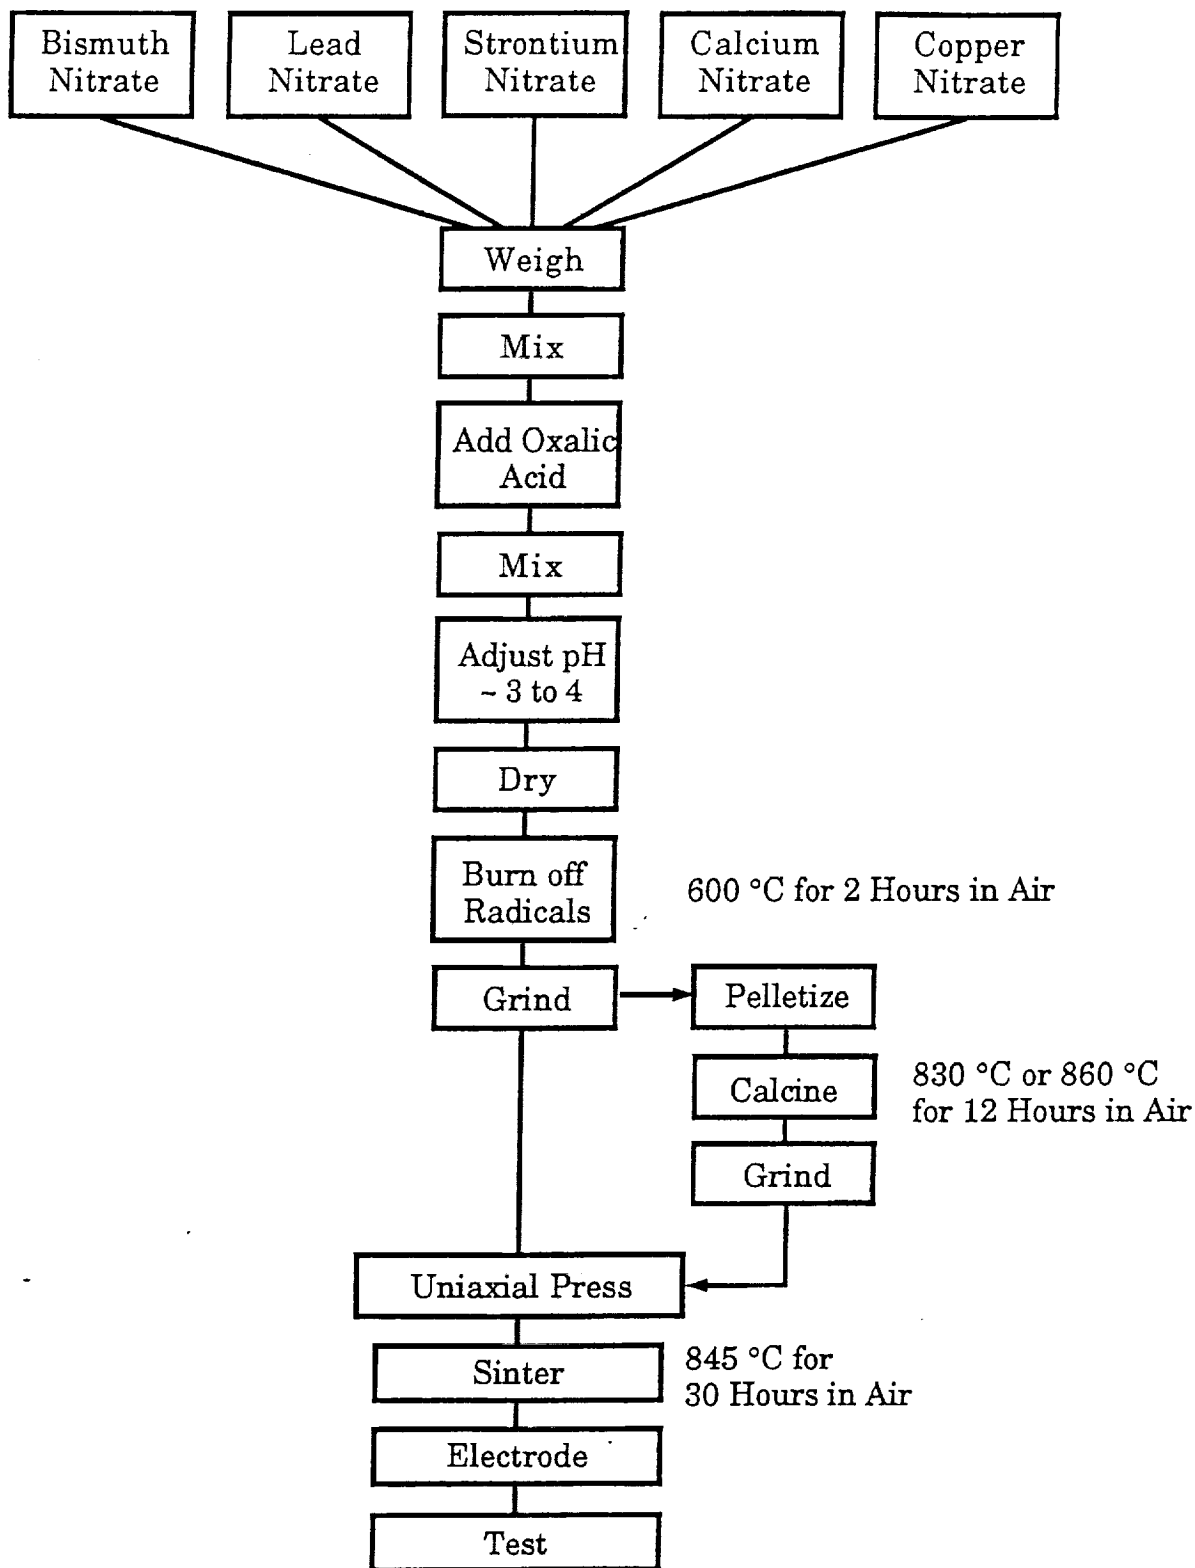 Bismuth
Nitrate
Lead
Nitrate
Strontium
Nitrate
Calcium
Nitrate
Copper
Nitrate
Weigh
Mix
Add Oxalic
Acid
Mix
Adjust pH
~ 3 to 4
Dry
Burn off
Radicals
600 °C for 2 Hours in Air
Grind
Pelletize
Calcine
830 °C or 860 °C
for 12 Hours in Air
Grind
Uniaxial Press
Sinter
845 °C for
30 Hours in Air
Electrode
Test